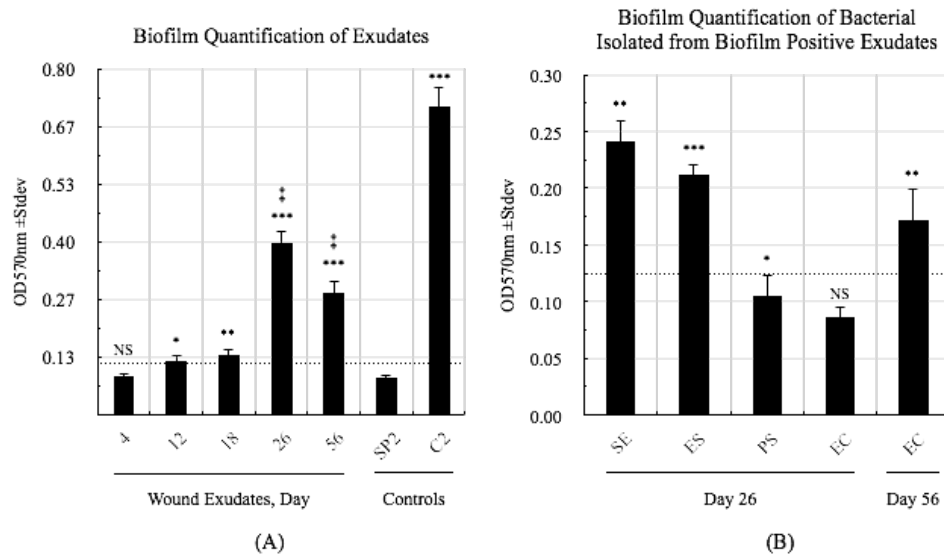 Biofilm Quantification of Exudates
0.80
0.67
0.53
0.40
0.27
0.13
OD570nm ±Stdev
NS
*
**
‡
***
‡
***
***
4
12
18
26
56
SP2
C2
Wound Exudates, Day
Controls
(A)
Biofilm Quantification of Bacterial
Isolated from Biofilm Positive Exudates
0.30
0.25
0.20
0.15
0.10
0.05
0.00
OD570nm ±Stdev
**
***
*
NS
**
SE
ES
PS
EC
EC
Day 26
Day 56
(B)